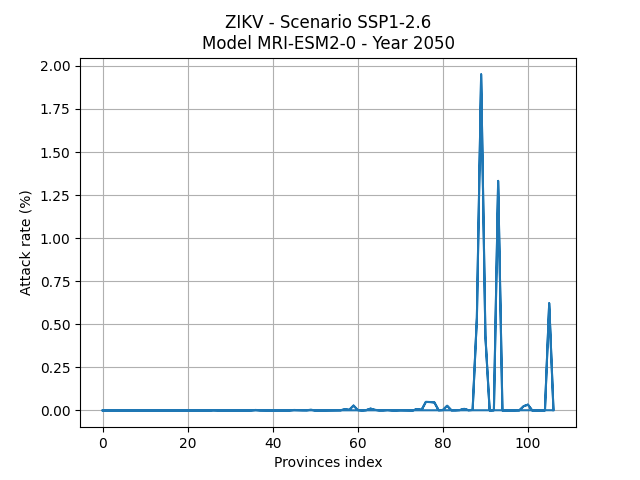 ZIKV - Scenario SSP1-2.6
Model MRI-ESM2-0 - Year 2050
2.00
1.75
1.50
1.25
1.00
0.75
0.50
0.25
0.00
Attack rate (%)
0 20 40 60 80 100
Provinces index